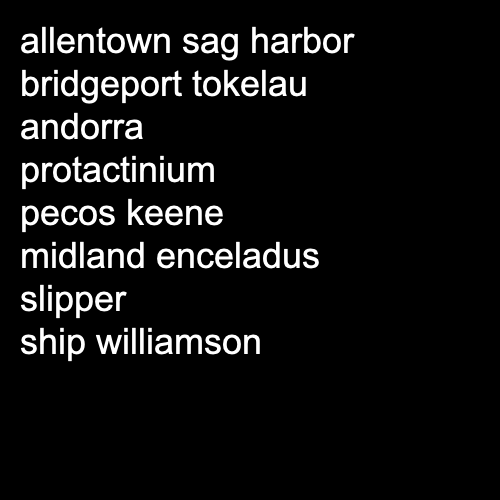 allentown sag harbor
bridgeport tokelau
andorra
protactinium
pecos keene
midland enceladus
slipper
ship williamson